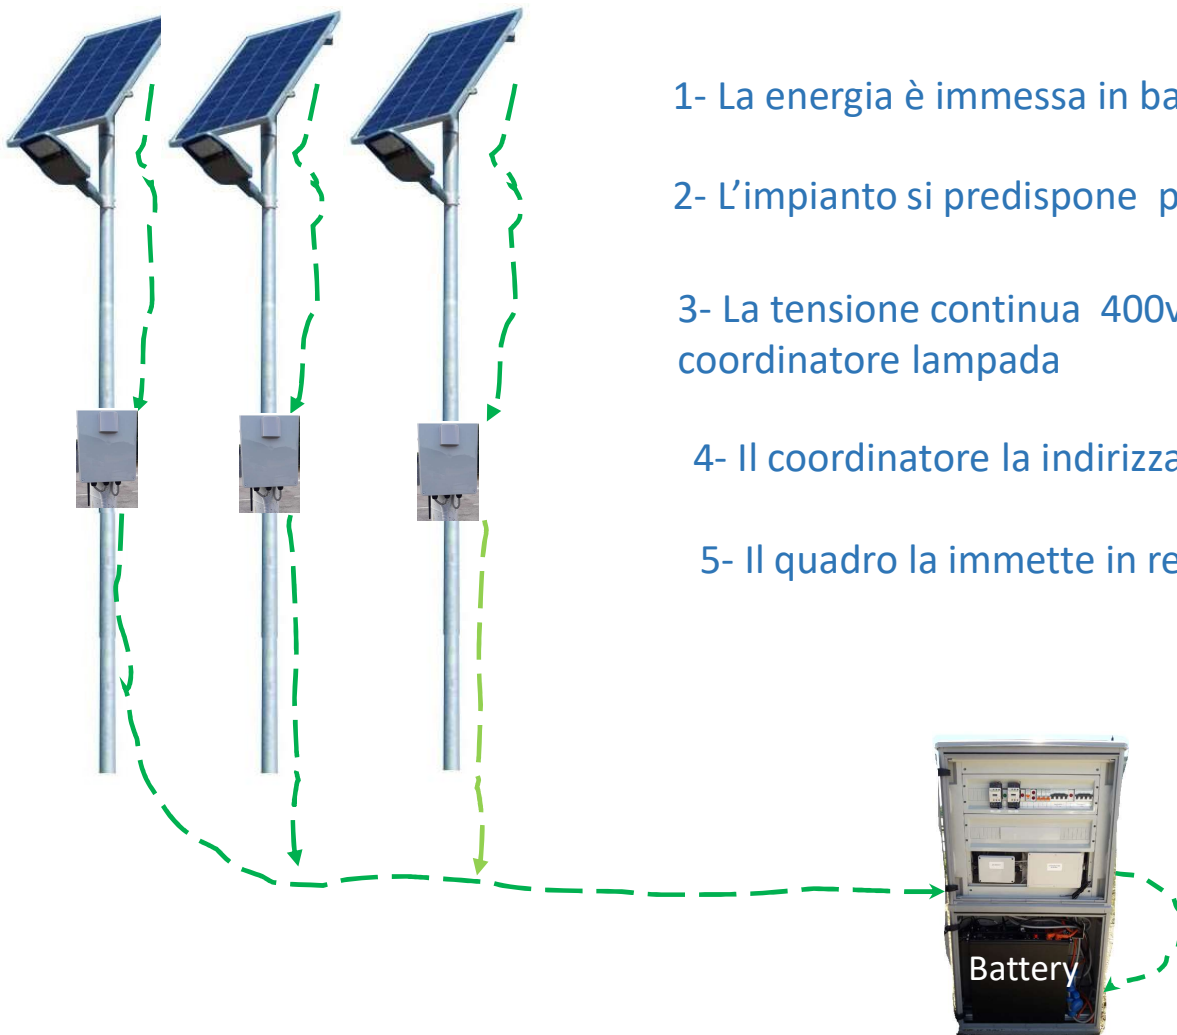 1- La energia è immessa in ba
2- L’impianto si predispone p
3- La tensione continua 400v
coordinatore lampada
4- Il coordinatore la indirizza
5- Il quadro la immette in re
Battery